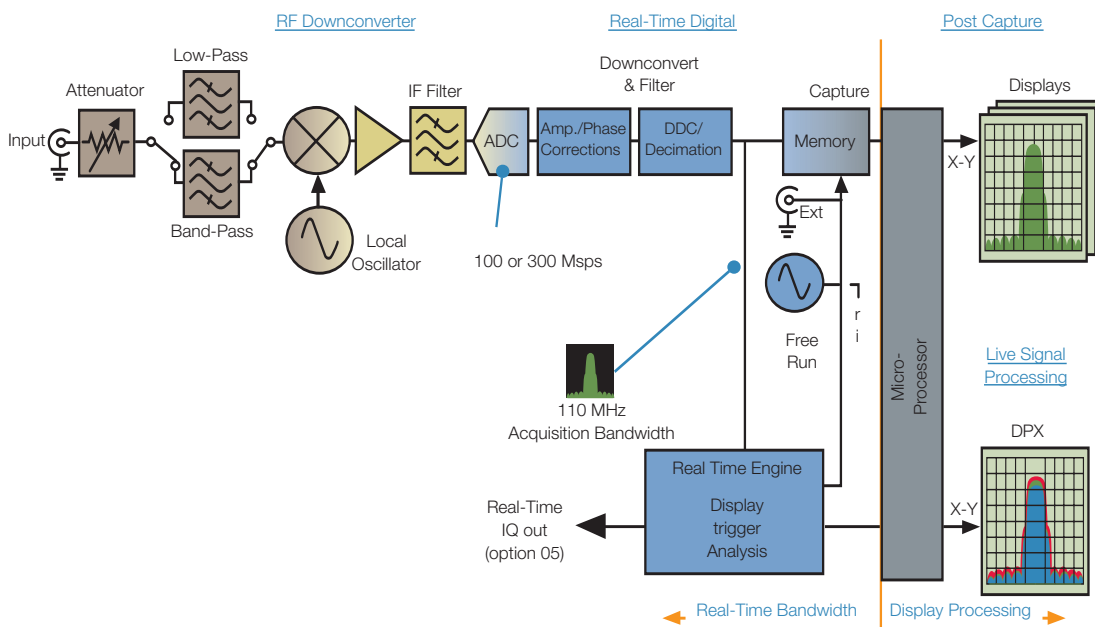 RF Downconverter
Real-Time Digital
Post Capture
Low-Pass
Downconvert
& Filter
Attenuator
IF Filter
Capture
Displays
Input
ADC
Amp./Phase
Corrections
DDC/
Decimation
Memory
X-Y
Band-Pass
Ext
Local
Oscillator
100 or 300 Msps
r
i
Free
Run
Micro-
Processor
Live Signal
Processing
110 MHz
Acquisition Bandwidth
DPX
Real Time Engine
Display
trigger
Analysis
Real-Time
IQ out
(option 05)
X-Y
Real-Time Bandwidth
Display Processing